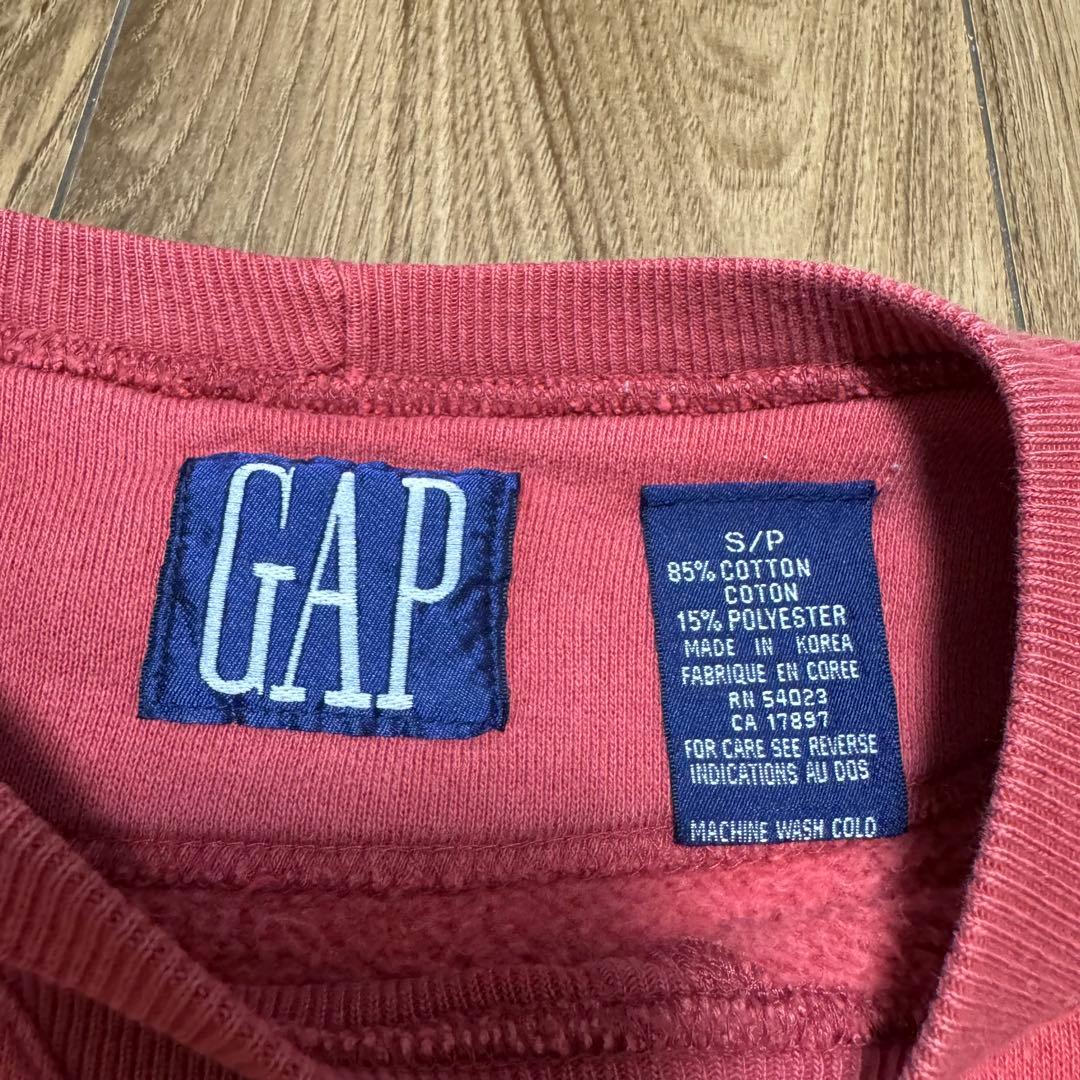 GAP
S/P
85% COTTON
COTON
15% POLYESTER
MADE IN KOREA
FABRIQUE EN COREE
RN 54023
CA 17897
FOR CARE SEE REVERSE
INDICATIONS AU DOS
MACHINE WASH COLD